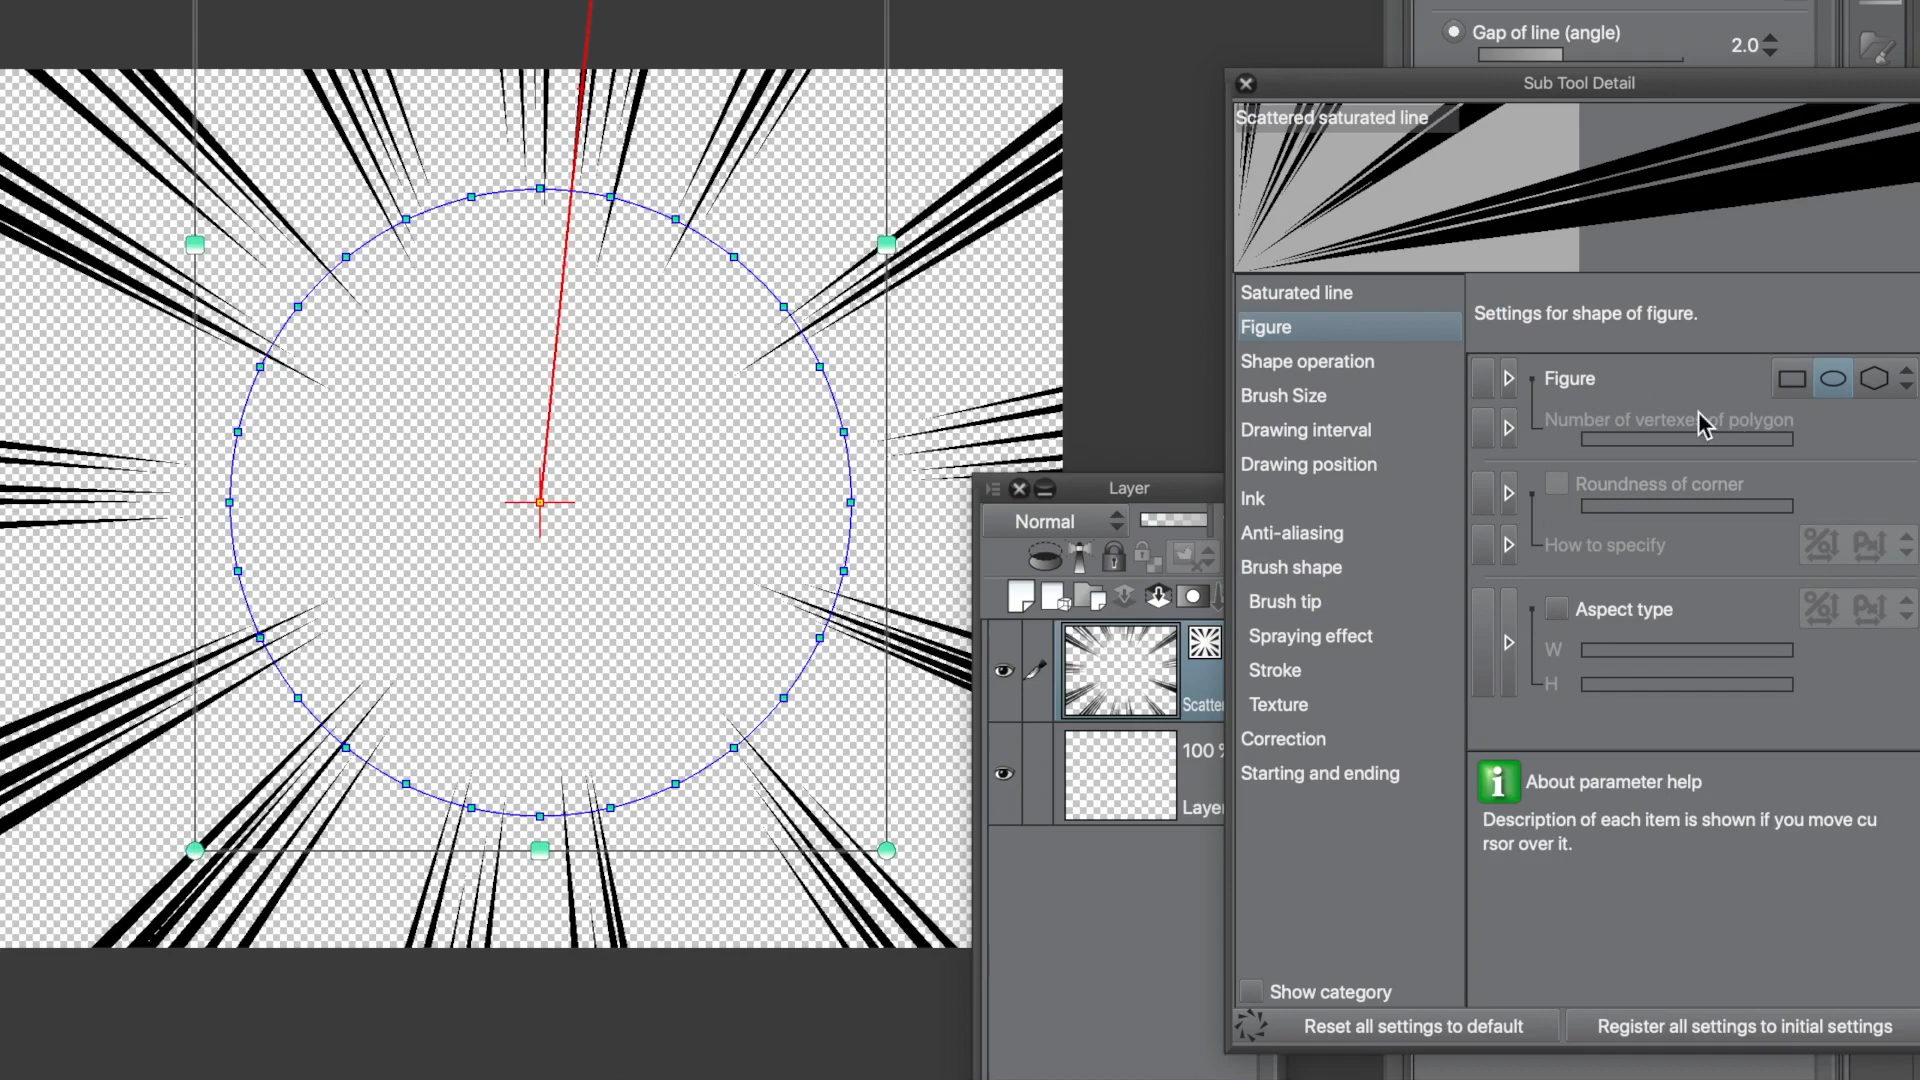 Gap of line (angle)
2.0
Sub Tool Detail
Scattered saturated line
Saturated line
Figure
Shape operation
Brush Size
Drawing interval
Drawing position
Ink
Anti-aliasing
Brush shape
Brush tip
Spraying effect
Stroke
Texture
Correction
Starting and ending
Show category
Settings for shape of figure.
Figure
Number of vertexes of polygon
Roundness of corner
How to specify
Aspect type
W
H
About parameter help
Description of each item is shown if you move cu
rsor over it.
Reset all settings to default
Register all settings to initial settings
Layer
Normal
Scatte
100 %
Layer